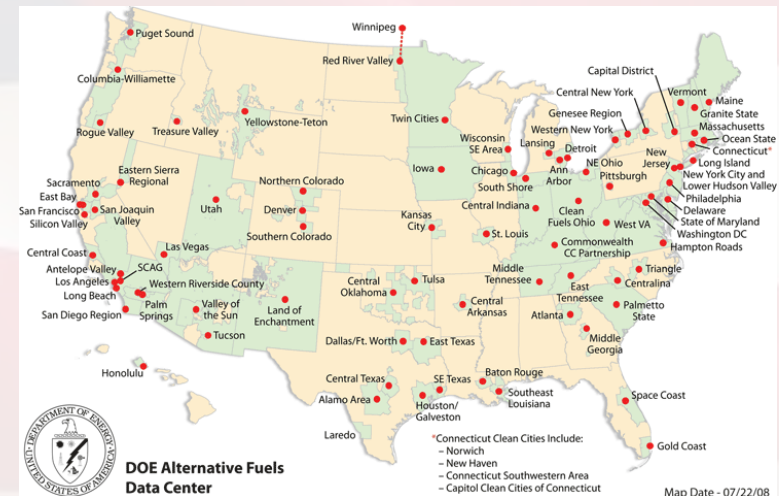 Winnipeg
Puget Sound
Red River Valley
Columbia-Williamette
Capital District
Central New York
Vermont
Maine
Genesee Region
Granite State
Massachusetts
Ocean State
Connecticut*
Rogue Valley
Treasure Valley
Yellowstone-Teton
Twin Cities
Wisconsin
SE Area
Western New York
Lansing
Detroit
Ann
Arbor
NE Ohio
Pittsburgh
New
Jersey
Long Island
New York City and
Lower Hudson Valley
Philadelphia
Delaware
State of Maryland
Washington DC
Hampton Roads
Eastern Sierra
Regional
Sacramento
East Bay
San Francisco
Silicon Valley
San Joaquin
Valley
Utah
Northern Colorado
Denver
Southern Colorado
Iowa
Chicago
South Shore
Central Indiana
Clean
Fuels Ohio
West VA
Kansas
City
St. Louis
Commonwealth
CC Partnership
Central Coast
Las Vegas
Antelope Valley
SCAG
Los Angeles
Long Beach
Western Riverside County
Palm
Springs
San Diego Region
Valley of
the Sun
Tucson
Land of
Enchantment
Central
Oklahoma
Tulsa
Central
Arkansas
Middle
Tennessee
East
Tennessee
Triangle
Centralina
Palmetto
State
Atlanta
Middle
Georgia
Honolulu
Dallas/Ft. Worth
East Texas
Central Texas
Alamo Area
Laredo
SE Texas
Houston/
Galveston
Baton Rouge
Southeast
Louisiana
Space Coast
Gold Coast
DEPARTMENT OF ENERGY
UNITED STATES OF AMERICA
DOE Alternative Fuels
Data Center
*Connecticut Clean Cities Include:
– Norwich
– New Haven
– Connecticut Southwestern Area
– Capitol Clean Cities of Connecticut
Map Date - 07/22/08